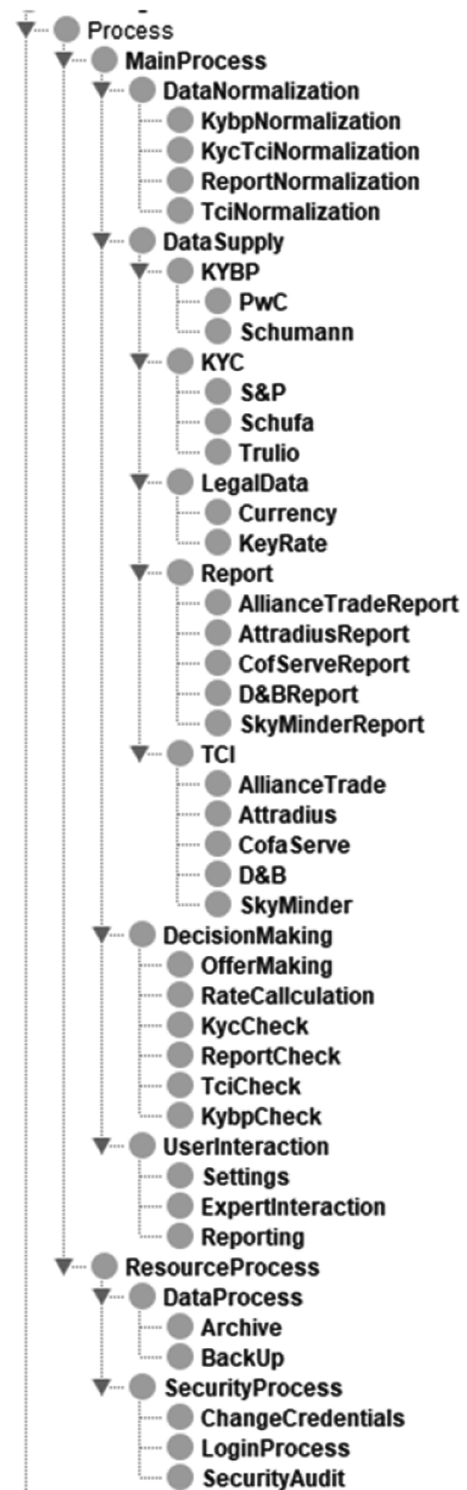 Process
MainProcess
DataNormalization
KybpNormalization
KycTciNormalization
ReportNormalization
TciNormalization
DataSupply
KYBP
PwC
Schumann
KYC
S&P
Schufa
Trulio
LegalData
Currency
KeyRate
Report
AllianceTradeReport
AttradiusReport
CofServeReport
D&BReport
SkyMinderReport
TCI
AllianceTrade
Attradius
CofaServe
D&B
SkyMinder
DecisionMaking
OfferMaking
RateCallculation
KycCheck
ReportCheck
TciCheck
KybpCheck
UserInteraction
Settings
ExpertInteraction
Reporting
ResourceProcess
DataProcess
Archive
BackUp
SecurityProcess
ChangeCredentials
LoginProcess
SecurityAudit